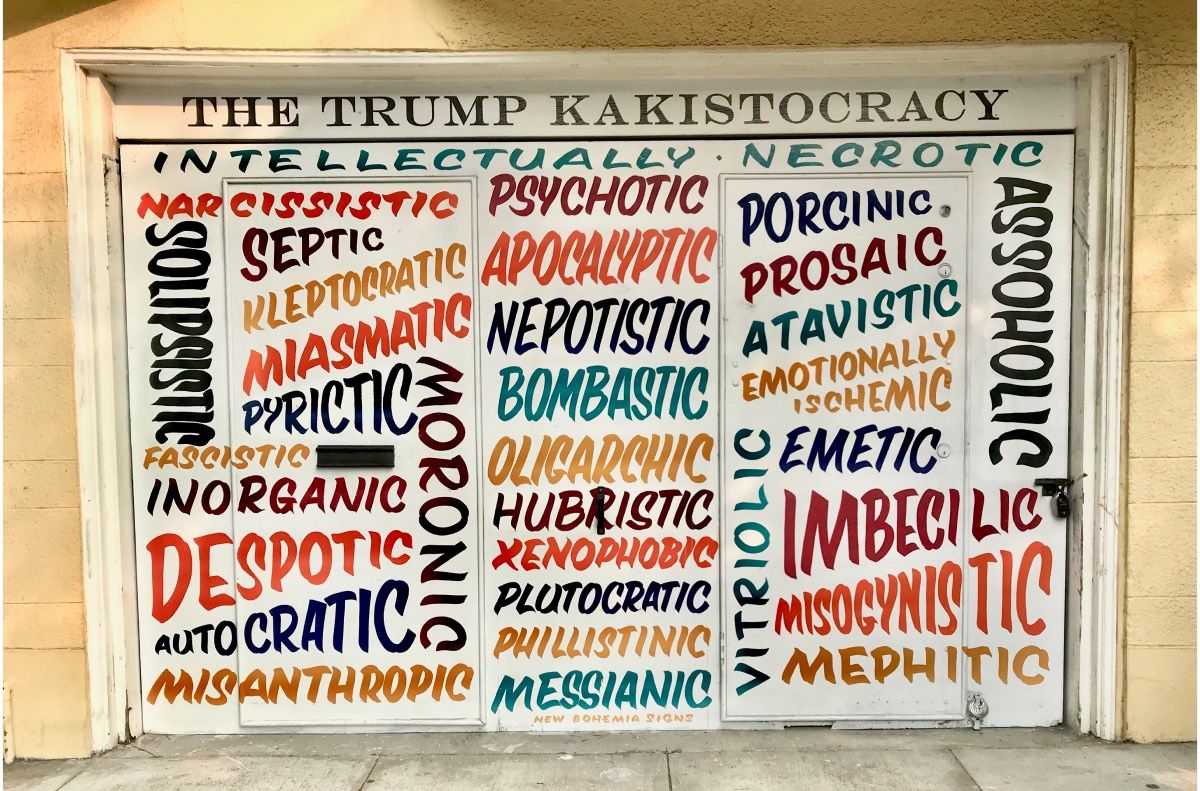 THE TRUMP KAKISTOCRACY
INTELLECTUALLY · NECROTIC
NARCISSISTIC
SOLIPSISTIC
SEPTIC
KLEPTOCRATIC
MIASMATIC
PYRICTIC
MORONIC
FASCISTIC
INORGANIC
DESPOTIC
AUTOCRATIC
MISANTHROPIC
PSYCHOTIC
APOCALYPTIC
NEPOTISTIC
BOMBASTIC
OLIGARCHIC
HUBRISTIC
XENOPHOBIC
PLUTOCRATIC
PHILLISTINIC
MESSIANIC
NEW BOHEMIA SIGNS
PORCINIC
PROSAIC
ATAVISTIC
EMOTIONALLY
ISCHEMIC
EMETIC
VITRIOLIC
IMBECILIC
MISOGYNISTIC
MEPHITIC
ASSOHOLIC